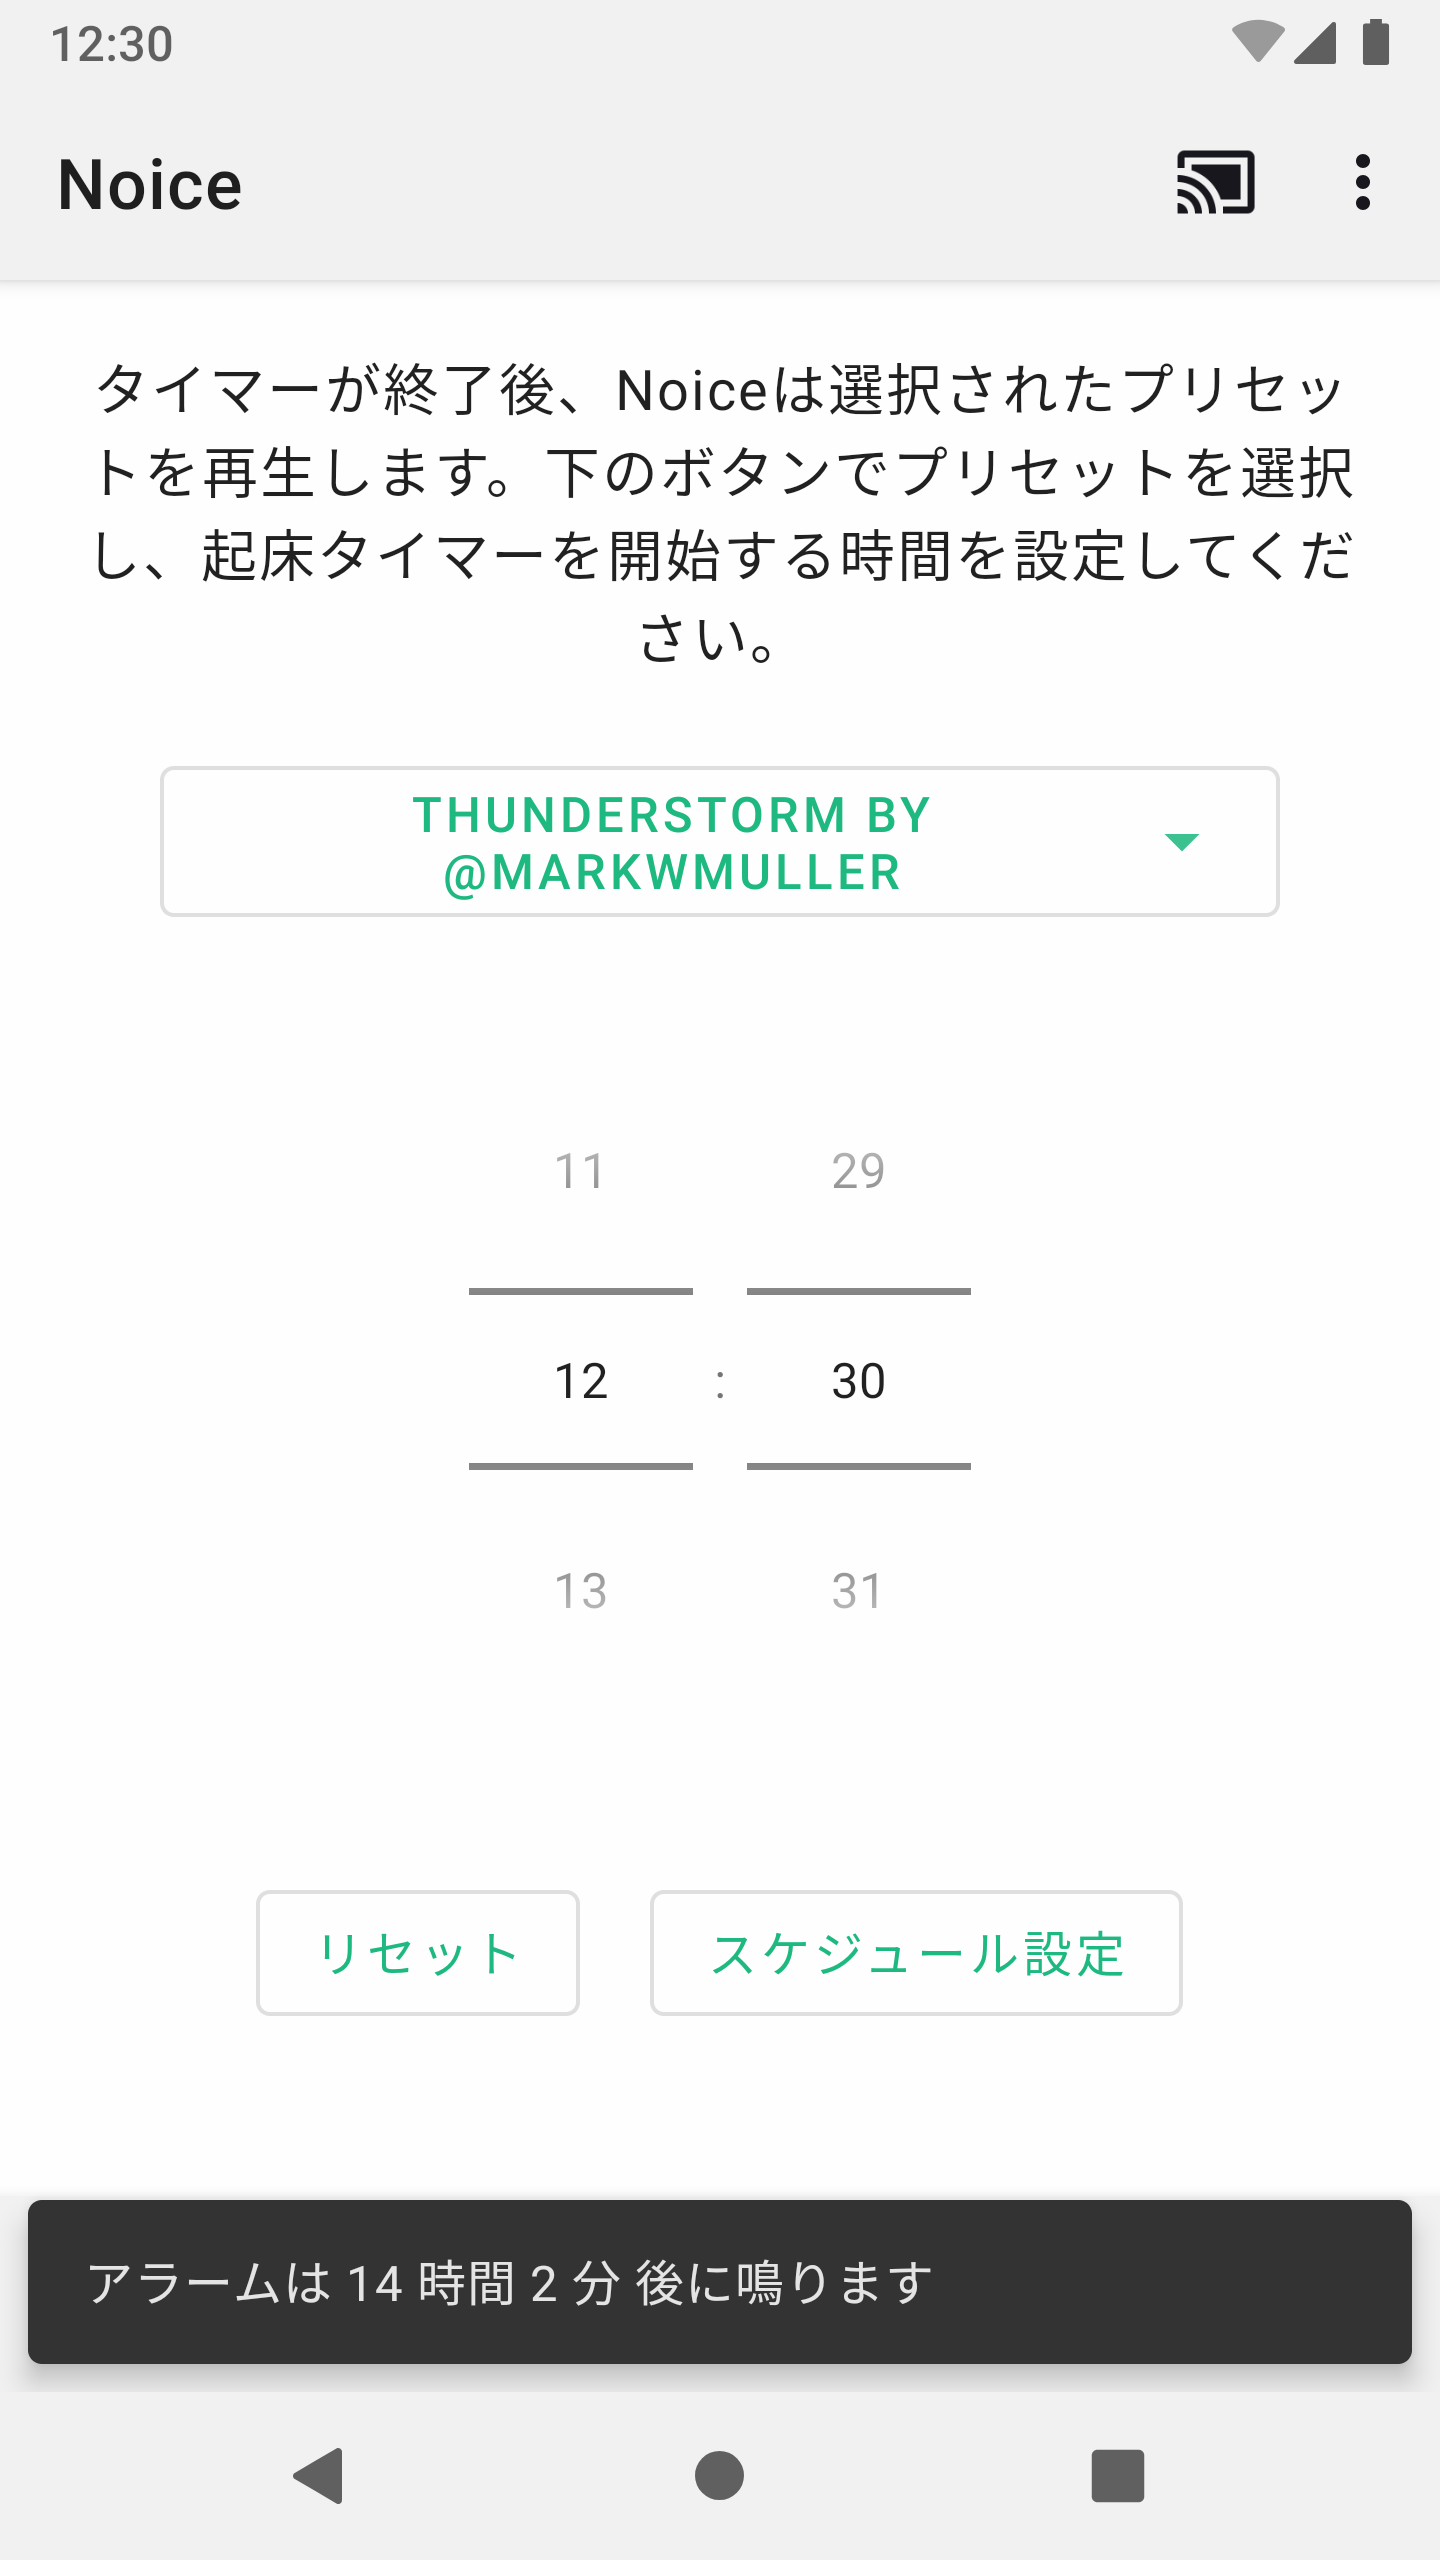 12:30
Noice
タイマーが終了後、Noiceは選択されたプリセッ
トを再生します。下のボタンでプリセットを選択
し、起床タイマーを開始する時間を設定してくだ
さい。
THUNDERSTORM BY
@MARKWMULLER
11 29
12 : 30
13 31
リセット スケジュール設定
アラームは 14 時間 2 分 後に鳴ります